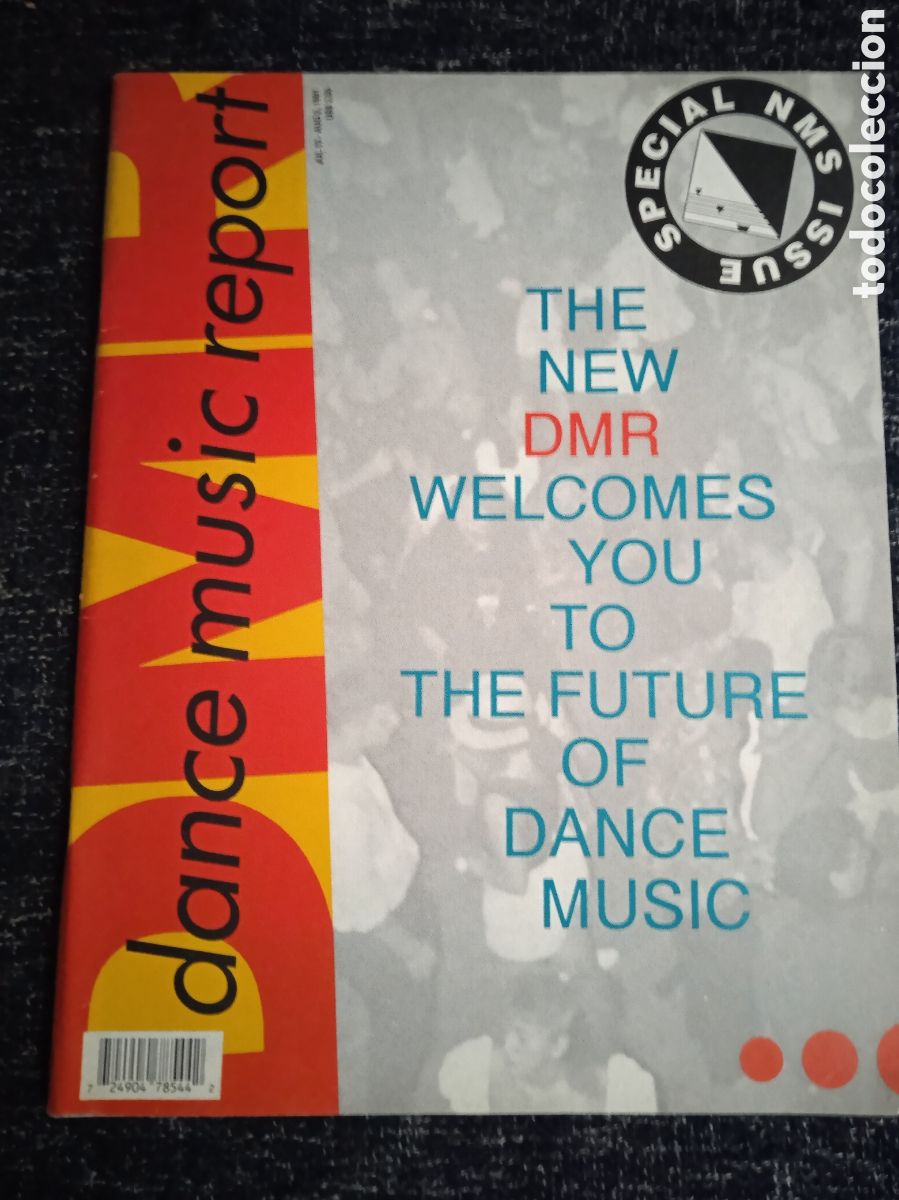 dance music report
DMR
SPECIAL NMS ISSUE
THE
NEW
DMR
WELCOMES
YOU
TO
THE FUTURE
OF
DANCE
MUSIC
7 24904 78544 2
todocoleccion